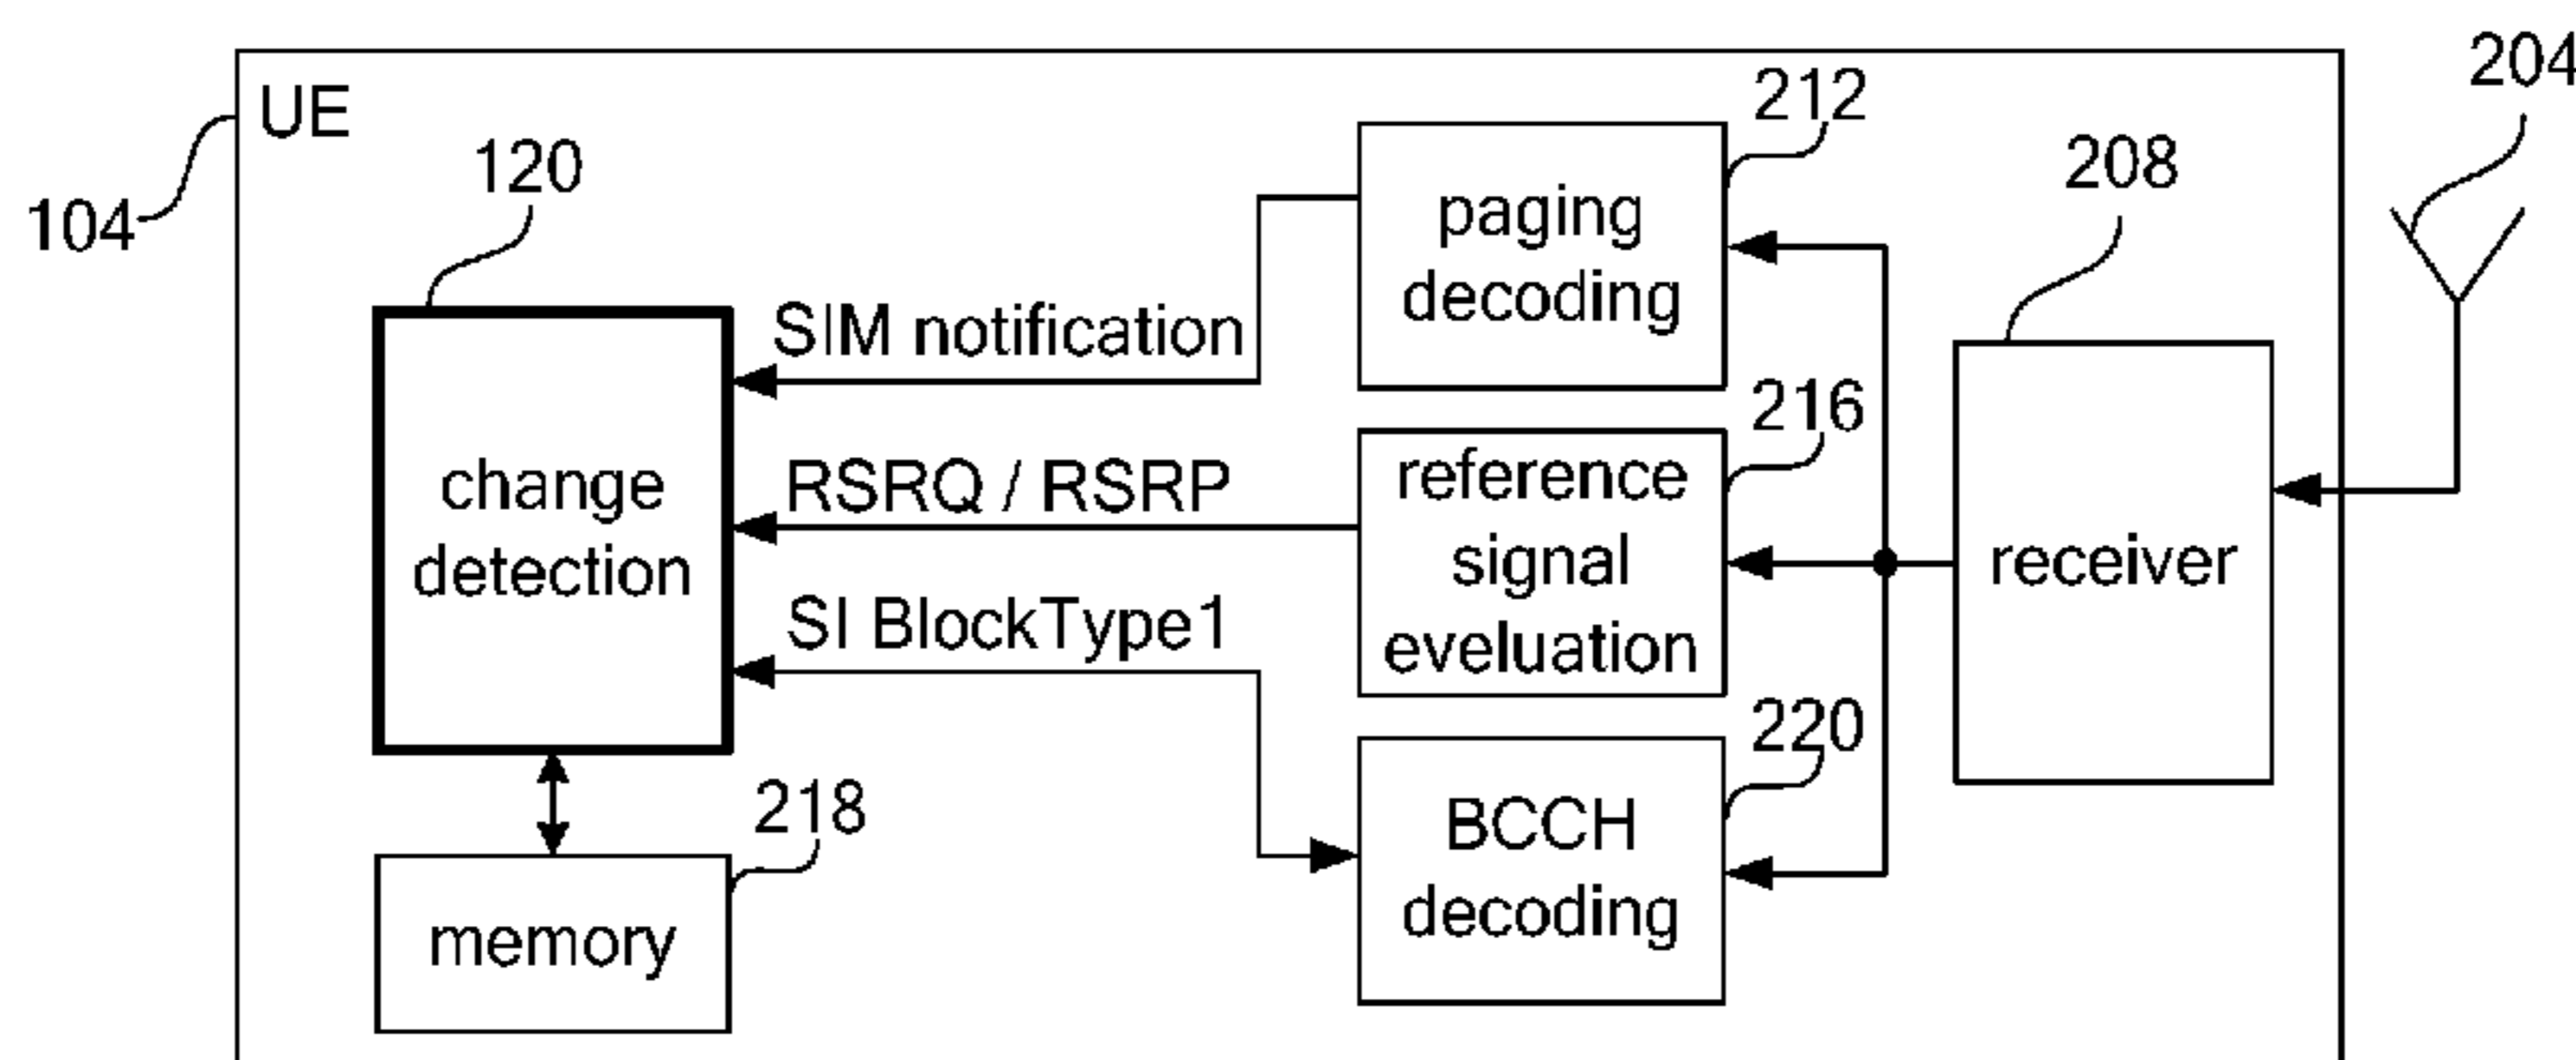 204
UE
212
120
208
104
paging
decoding
SIM notification
216
change
detection
RSRQ / RSRP
reference
signal
eveluation
receiver
SI BlockType1
220
218
BCCH
decoding
memory